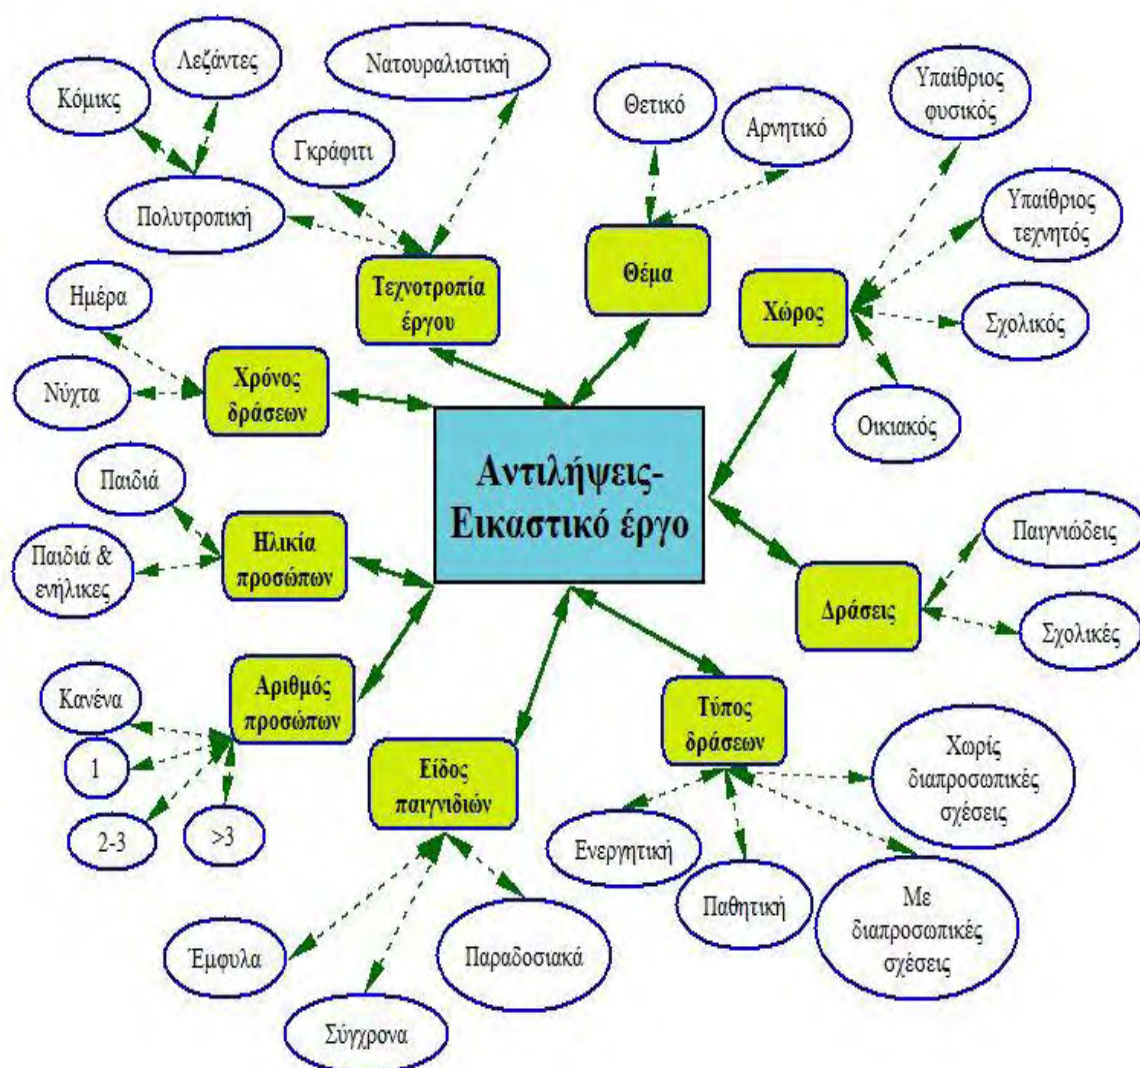 Λεζάντες
Κόμικς
Νατουραλιστική
Γκράφιτι
Πολυτροπική
Θετικό
Αρνητικό
Υπαίθριος
φυσικός
Υπαίθριος
τεχνητός
Σχολικός
Οικιακός
Τεχνοτροπία
έργου
Θέμα
Χώρος
Ημέρα
Νύχτα
Χρόνος
δράσεων
Αντιλήψεις-
Εικαστικό έργο
Παιδιά
Παιδιά &
ενήλικες
Ηλικία
προσώπων
Παιγνιώδεις
Σχολικές
Δράσεις
Κανένα
1
2-3
>3
Αριθμός
προσώπων
Είδος
παιγνιδιών
Τύπος
δράσεων
Χωρίς
διαπροσωπικές
σχέσεις
Ενεργητική
Παθητική
Με
διαπροσωπικές
σχέσεις
Έμφυλα
Σύγχρονα
Παραδοσιακά